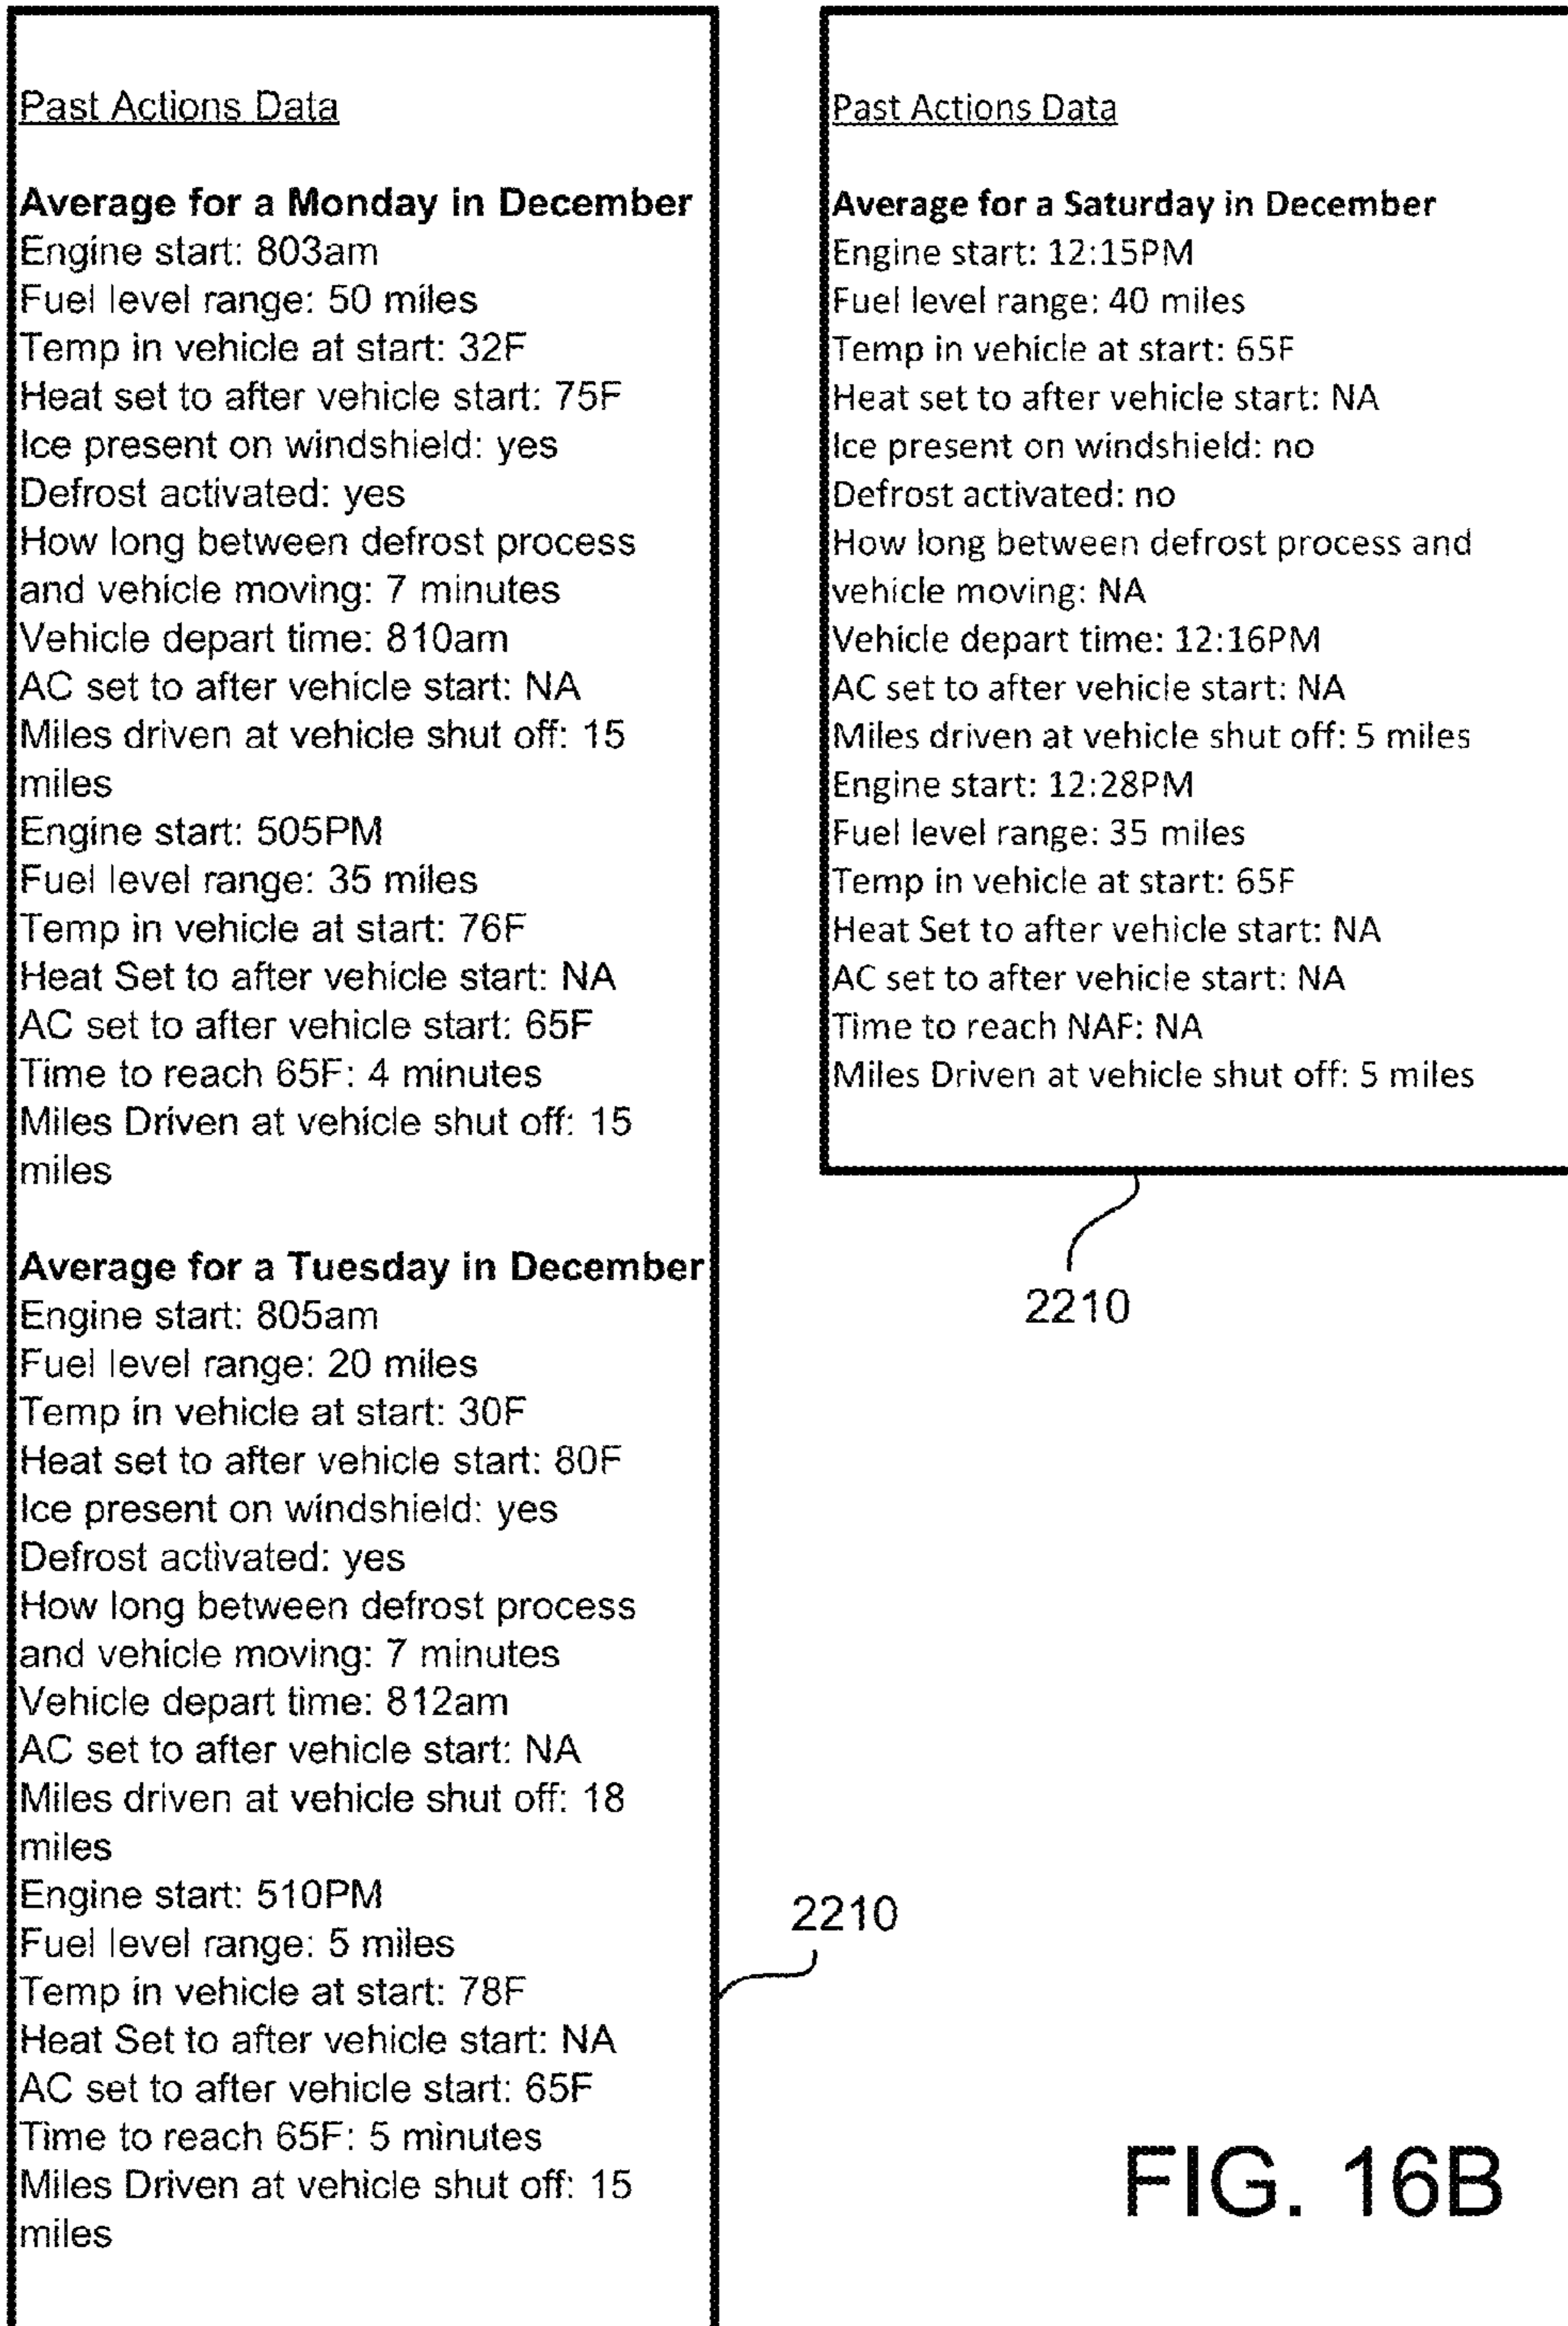 Past Actions Data
Average for a Monday in December
Engine start: 803am
Fuel level range: 50 miles
Temp in vehicle at start: 32F
Heat set to after vehicle start: 75F
Ice present on windshield: yes
Defrost activated: yes
How long between defrost process
and vehicle moving: 7 minutes
Vehicle depart time: 810am
AC set to after vehicle start: NA
Miles driven at vehicle shut off: 15
miles
Engine start: 505PM
Fuel level range: 35 miles
Temp in vehicle at start: 76F
Heat Set to after vehicle start: NA
AC set to after vehicle start: 65F
Time to reach 65F: 4 minutes
Miles Driven at vehicle shut off: 15
miles
Average for a Tuesday in December
Engine start: 805am
Fuel level range: 20 miles
Temp in vehicle at start: 30F
Heat set to after vehicle start: 80F
Ice present on windshield: yes
Defrost activated: yes
How long between defrost process
and vehicle moving: 7 minutes
Vehicle depart time: 812am
AC set to after vehicle start: NA
Miles driven at vehicle shut off: 18
miles
Engine start: 510PM
Fuel level range: 5 miles
Temp in vehicle at start: 78F
Heat Set to after vehicle start: NA
AC set to after vehicle start: 65F
Time to reach 65F: 5 minutes
Miles Driven at vehicle shut off: 15
miles
2210
Past Actions Data
Average for a Saturday in December
Engine start: 12:15PM
Fuel level range: 40 miles
Temp in vehicle at start: 65F
Heat set to after vehicle start: NA
Ice present on windshield: no
Defrost activated: no
How long between defrost process and
vehicle moving: NA
Vehicle depart time: 12:16PM
AC set to after vehicle start: NA
Miles driven at vehicle shut off: 5 miles
Engine start: 12:28PM
Fuel level range: 35 miles
Temp in vehicle at start: 65F
Heat Set to after vehicle start: NA
AC set to after vehicle start: NA
Time to reach NAF: NA
Miles Driven at vehicle shut off: 5 miles
2210
FIG. 16B